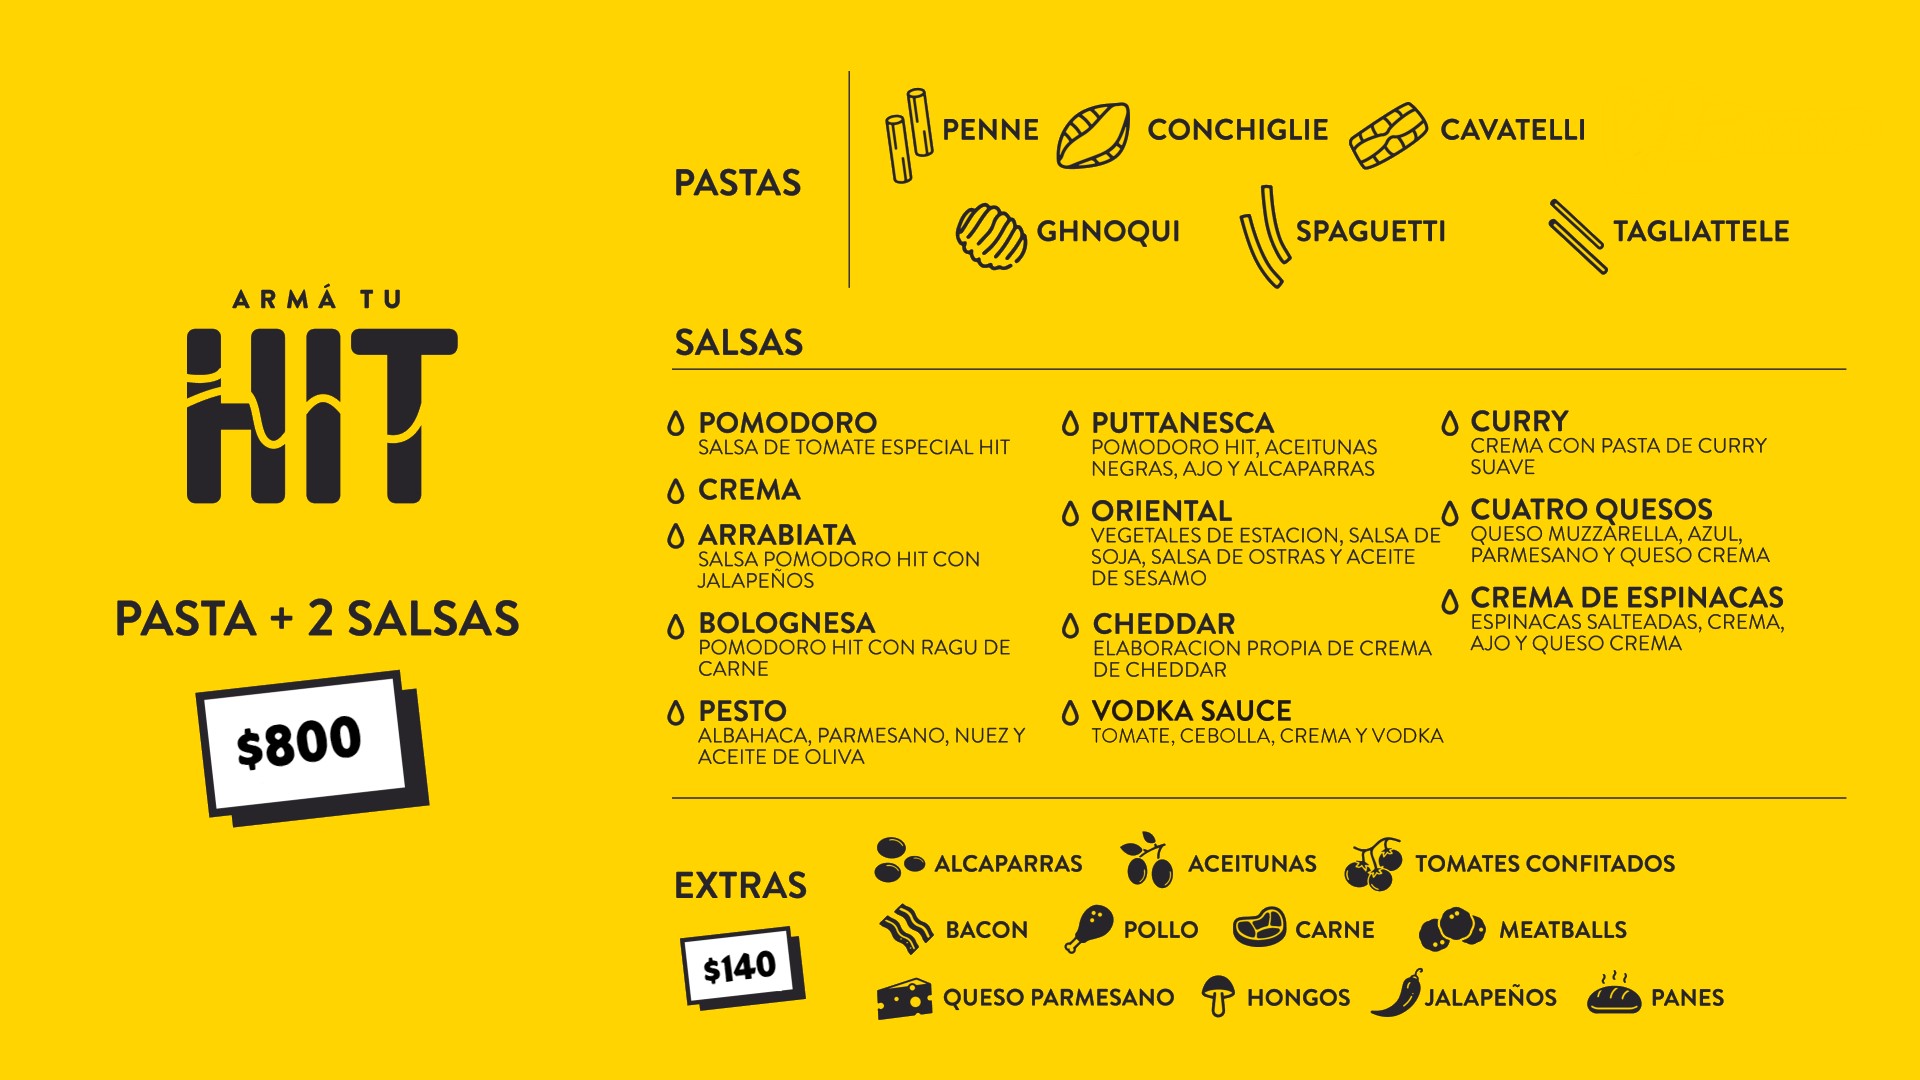 ARMÁ TU
HIT
PASTA + 2 SALSAS
$800
PASTAS
PENNE
CONCHIGLIE
CAVATELLI
GHNOQUI
SPAGUETTI
TAGLIATTELE
SALSAS
POMODORO
SALSA DE TOMATE ESPECIAL HIT
CREMA
ARRABIATA
SALSA POMODORO HIT CON
JALAPEÑOS
BOLOGNESA
POMODORO HIT CON RAGU DE
CARNE
PESTO
ALBAHACA, PARMESANO, NUEZ Y
ACEITE DE OLIVA
PUTTANESCA
POMODORO HIT, ACEITUNAS
NEGRAS, AJO Y ALCAPARRAS
ORIENTAL
VEGETALES DE ESTACION, SALSA DE
SOJA, SALSA DE OSTRAS Y ACEITE
DE SESAMO
CHEDDAR
ELABORACION PROPIA DE CREMA
DE CHEDDAR
VODKA SAUCE
TOMATE, CEBOLLA, CREMA Y VODKA
CURRY
CREMA CON PASTA DE CURRY
SUAVE
CUATRO QUESOS
QUESO MUZZARELLA, AZUL,
PARMESANO Y QUESO CREMA
CREMA DE ESPINACAS
ESPINACAS SALTEADAS, CREMA,
AJO Y QUESO CREMA
EXTRAS
$140
ALCAPARRAS
ACEITUNAS
TOMATES CONFITADOS
BACON
POLLO
CARNE
MEATBALLS
QUESO PARMESANO
HONGOS
JALAPEÑOS
PANES